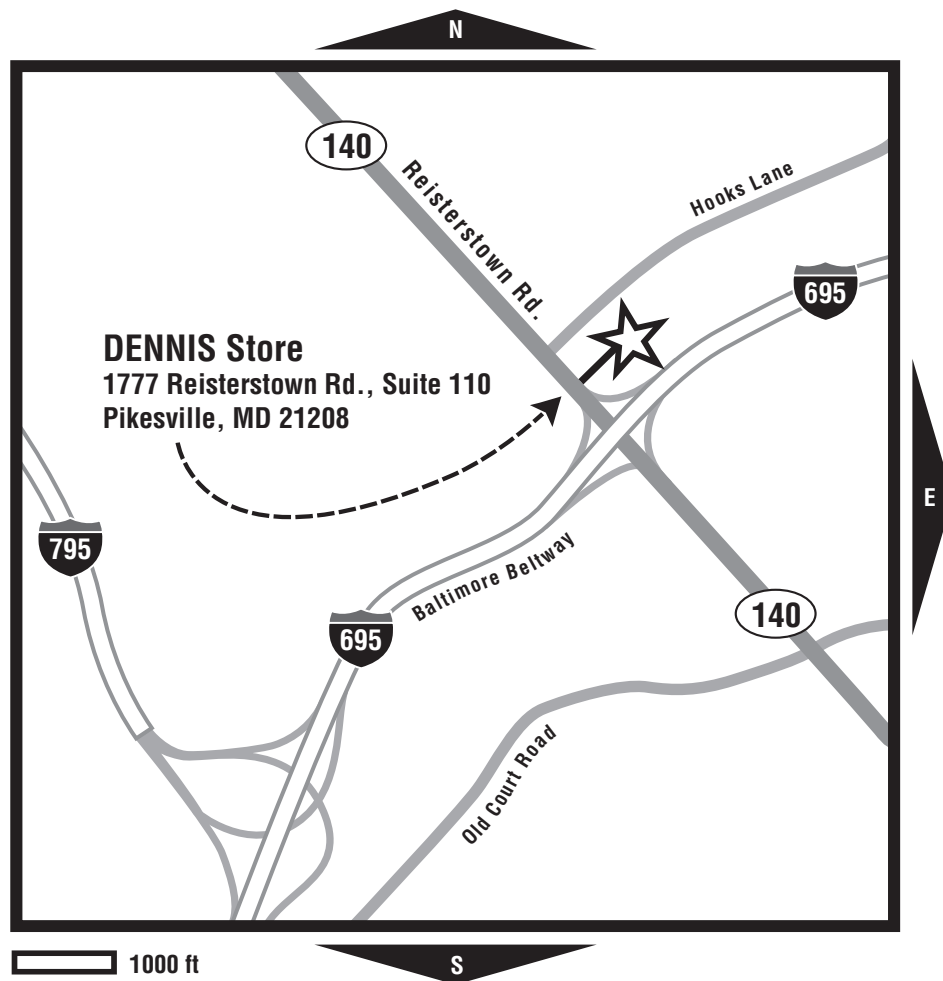 N
140
Reisterstown Rd.
Hooks Lane
695
DENNIS Store
1777 Reisterstown Rd., Suite 110
Pikesville, MD 21208
E
795
Baltimore Beltway
695
140
Old Court Road
1000 ft
S